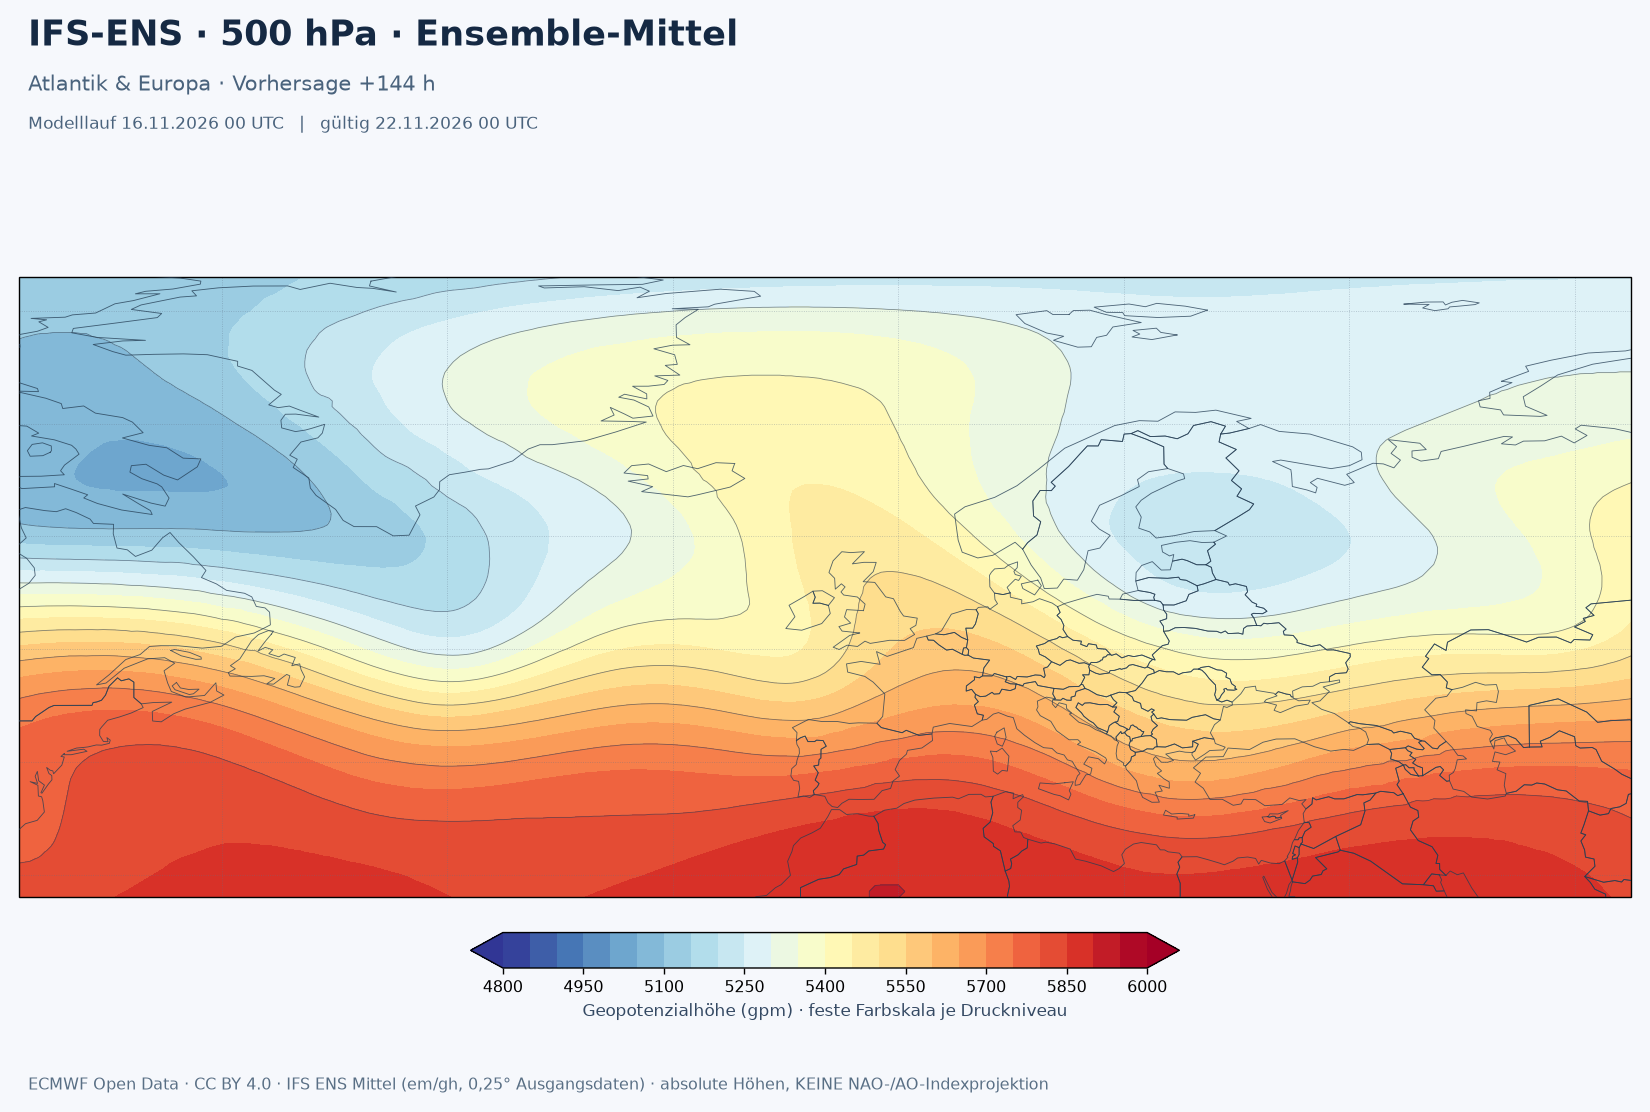 IFS-ENS · 500 hPa · Ensemble-Mittel
Atlantik & Europa · Vorhersage +144 h
Modelllauf 16.11.2026 00 UTC | gültig 22.11.2026 00 UTC
4800 4950 5100 5250 5400 5550 5700 5850 6000
Geopotenzialhöhe (gpm) · feste Farbskala je Druckniveau
ECMWF Open Data · CC BY 4.0 · IFS ENS Mittel (em/gh, 0,25° Ausgangsdaten) · absolute Höhen, KEINE NAO-/AO-Indexprojektion